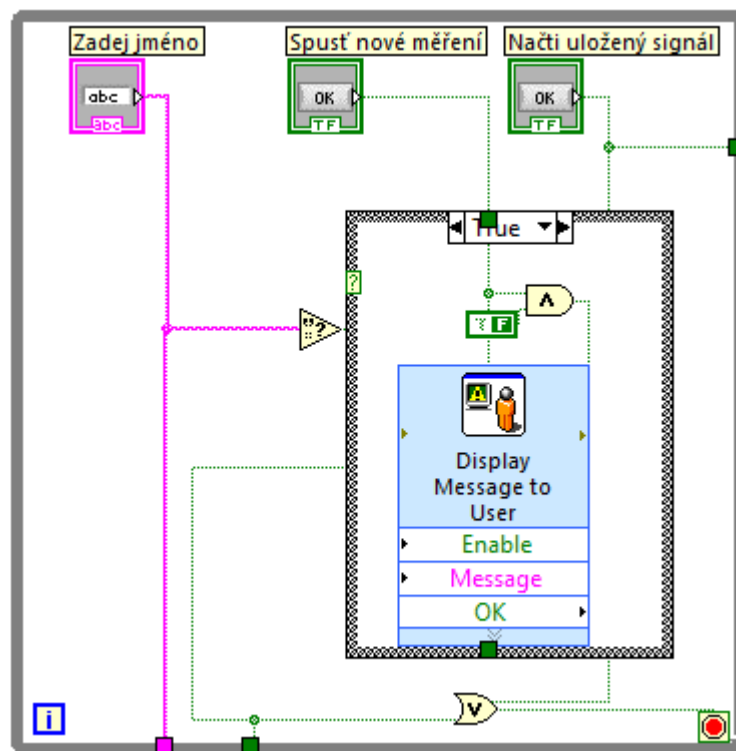 Zadej jméno
Spusť nové měření
Načti uložený signál
abc
OK
OK
abc
TF
TF
True
?
Λ
"?
F
Display
Message to
User
Enable
Message
OK
V
i